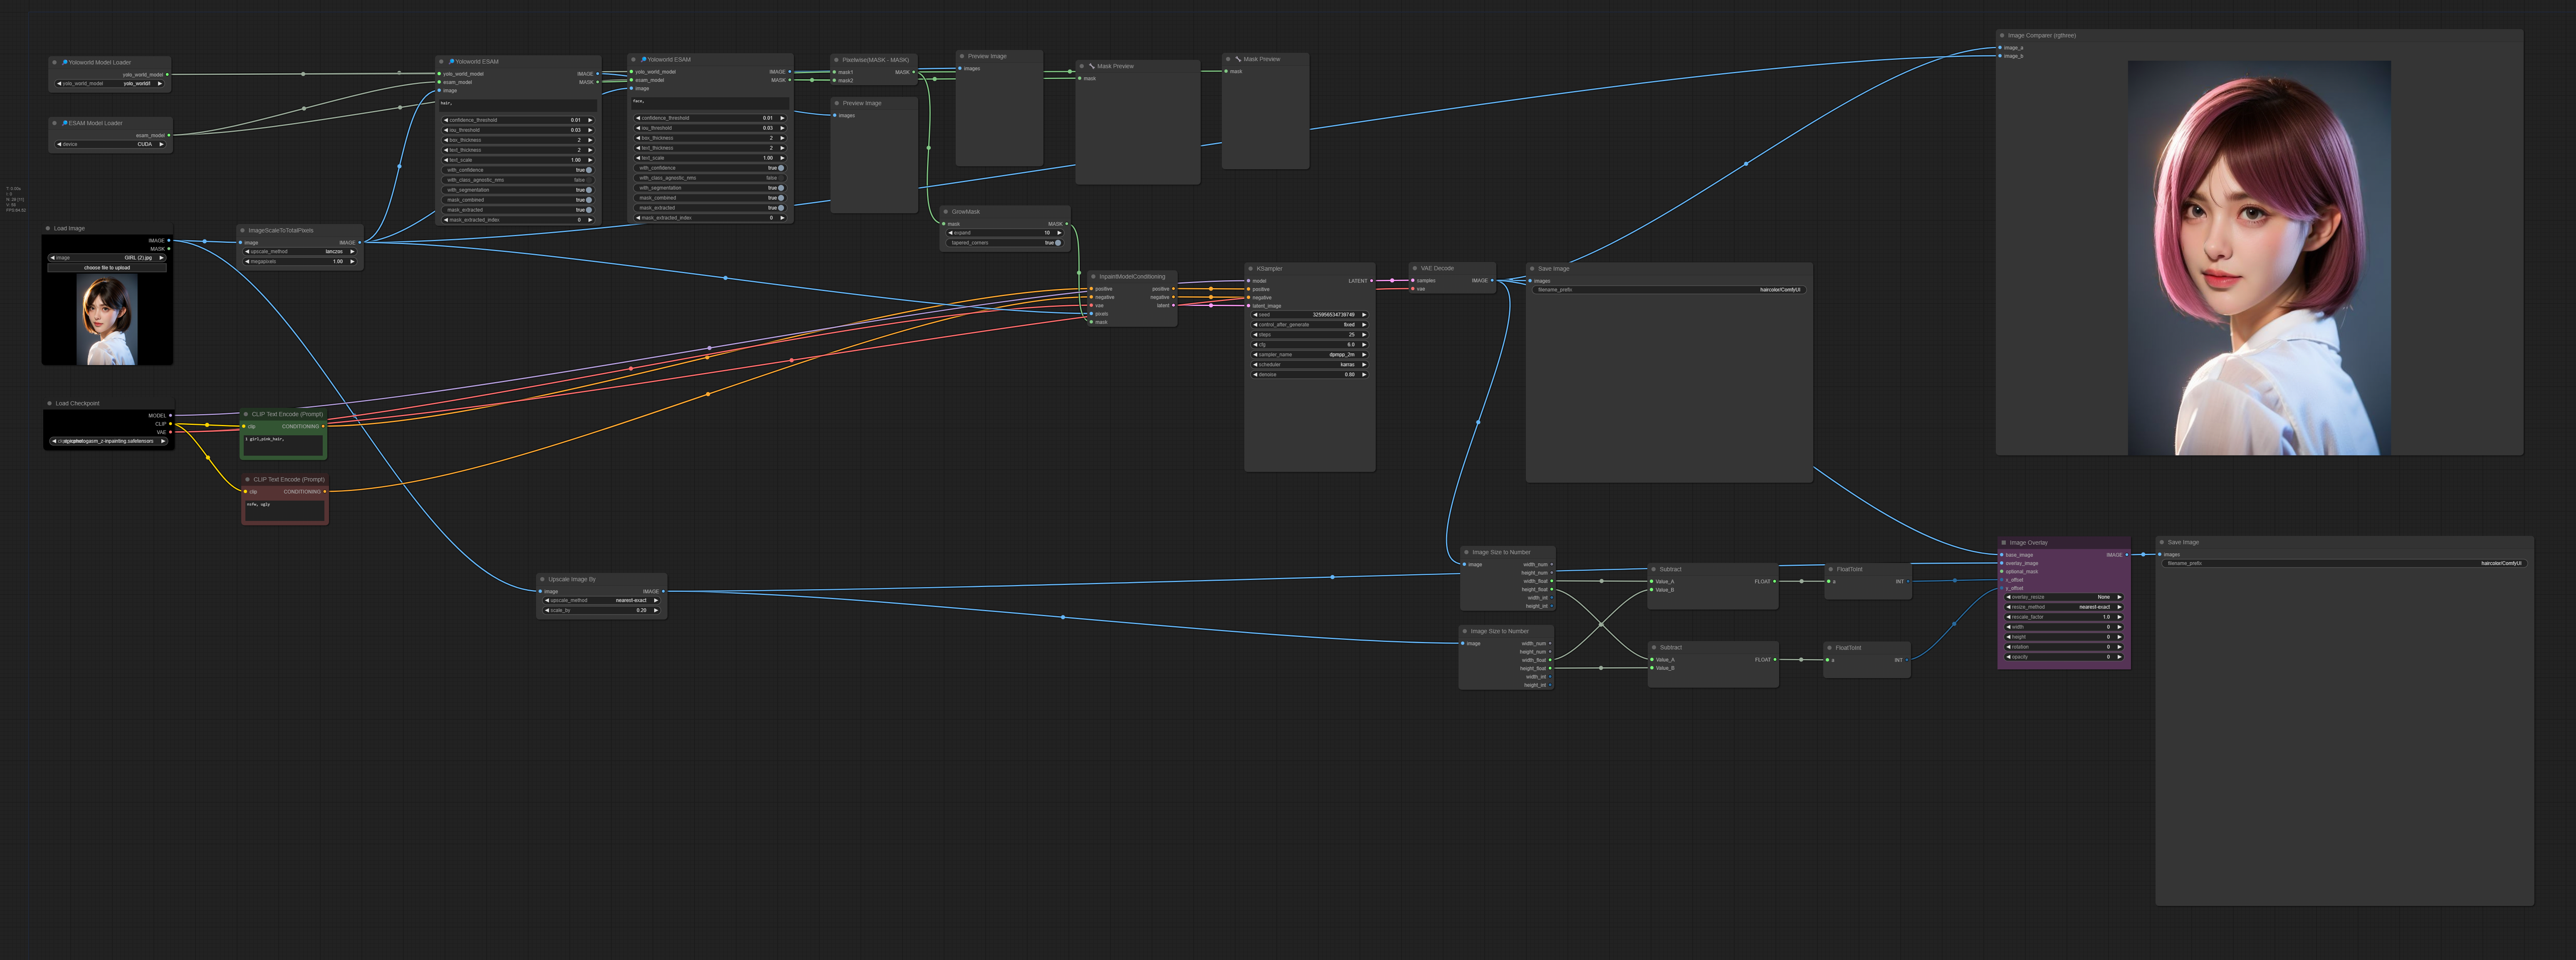 Yoloworld Model Loader
yolo_world_model
yolo_world_model yolo_world/l
ESAM Model Loader
esam_model
device CUDA
Load Image
IMAGE
MASK
image GIRL (2).jpg
choose file to upload
Load Checkpoint
MODEL
CLIP
VAE
ImageScaleToTotalPixels
image IMAGE
upscale_method lanczos
megapixels 1.00
CLIP Text Encode (Prompt)
clip CONDITIONING
1 girl,pink_hair,
CLIP Text Encode (Prompt)
clip CONDITIONING
nsfw, ugly
Yoloworld ESAM
yolo_world_model IMAGE
esam_model MASK
image
hair,
confidence_threshold 0.01
iou_threshold 0.03
box_thickness 2
text_thickness 2
text_scale 1.00
with_confidence true
with_class_agnostic_nms false
with_segmentation true
mask_combined true
mask_extracted true
mask_extracted_index 0
Yoloworld ESAM
yolo_world_model IMAGE
esam_model MASK
image
face,
confidence_threshold 0.01
iou_threshold 0.03
box_thickness 2
text_thickness 2
text_scale 1.00
with_confidence true
with_class_agnostic_nms false
with_segmentation true
mask_combined true
mask_extracted true
mask_extracted_index 0
Pixelwise(MASK - MASK)
mask1 MASK
mask2
Preview Image
images
Preview Image
images
Mask Preview
mask
Mask Preview
mask
GrowMask
mask MASK
expand 10
tapered_corners true
InpaintModelConditioning
positive positive
negative negative
vae latent
pixels
mask
KSampler
model LATENT
positive
negative
latent_image
seed 325956534739749
control_after_generate fixed
steps 25
cfg 6.0
sampler_name dpmpp_2m
scheduler karras
denoise 0.88
VAE Decode
samples IMAGE
vae
Save Image
images
filename_prefix haircolor/ComfyUI
Image Comparer (rgthree)
image_a
image_b
Upscale Image By
image IMAGE
upscale_method nearest-exact
scale_by 0.20
Image Size to Number
image width_num
height_num
width_float
height_float
width_int
height_int
Image Size to Number
image width_num
height_num
width_float
height_float
width_int
height_int
Subtract
Value_A FLOAT
Value_B
Subtract
Value_A FLOAT
Value_B
FloatToInt
a INT
FloatToInt
a INT
Image Overlay
base_image IMAGE
overlay_image
optional_mask
x_offset
y_offset
overlay_resize None
resize_method nearest-exact
rescale_factor 1.0
width 0
height 0
rotation 0
opacity 0
Save Image
images
filename_prefix haircolor/ComfyUI